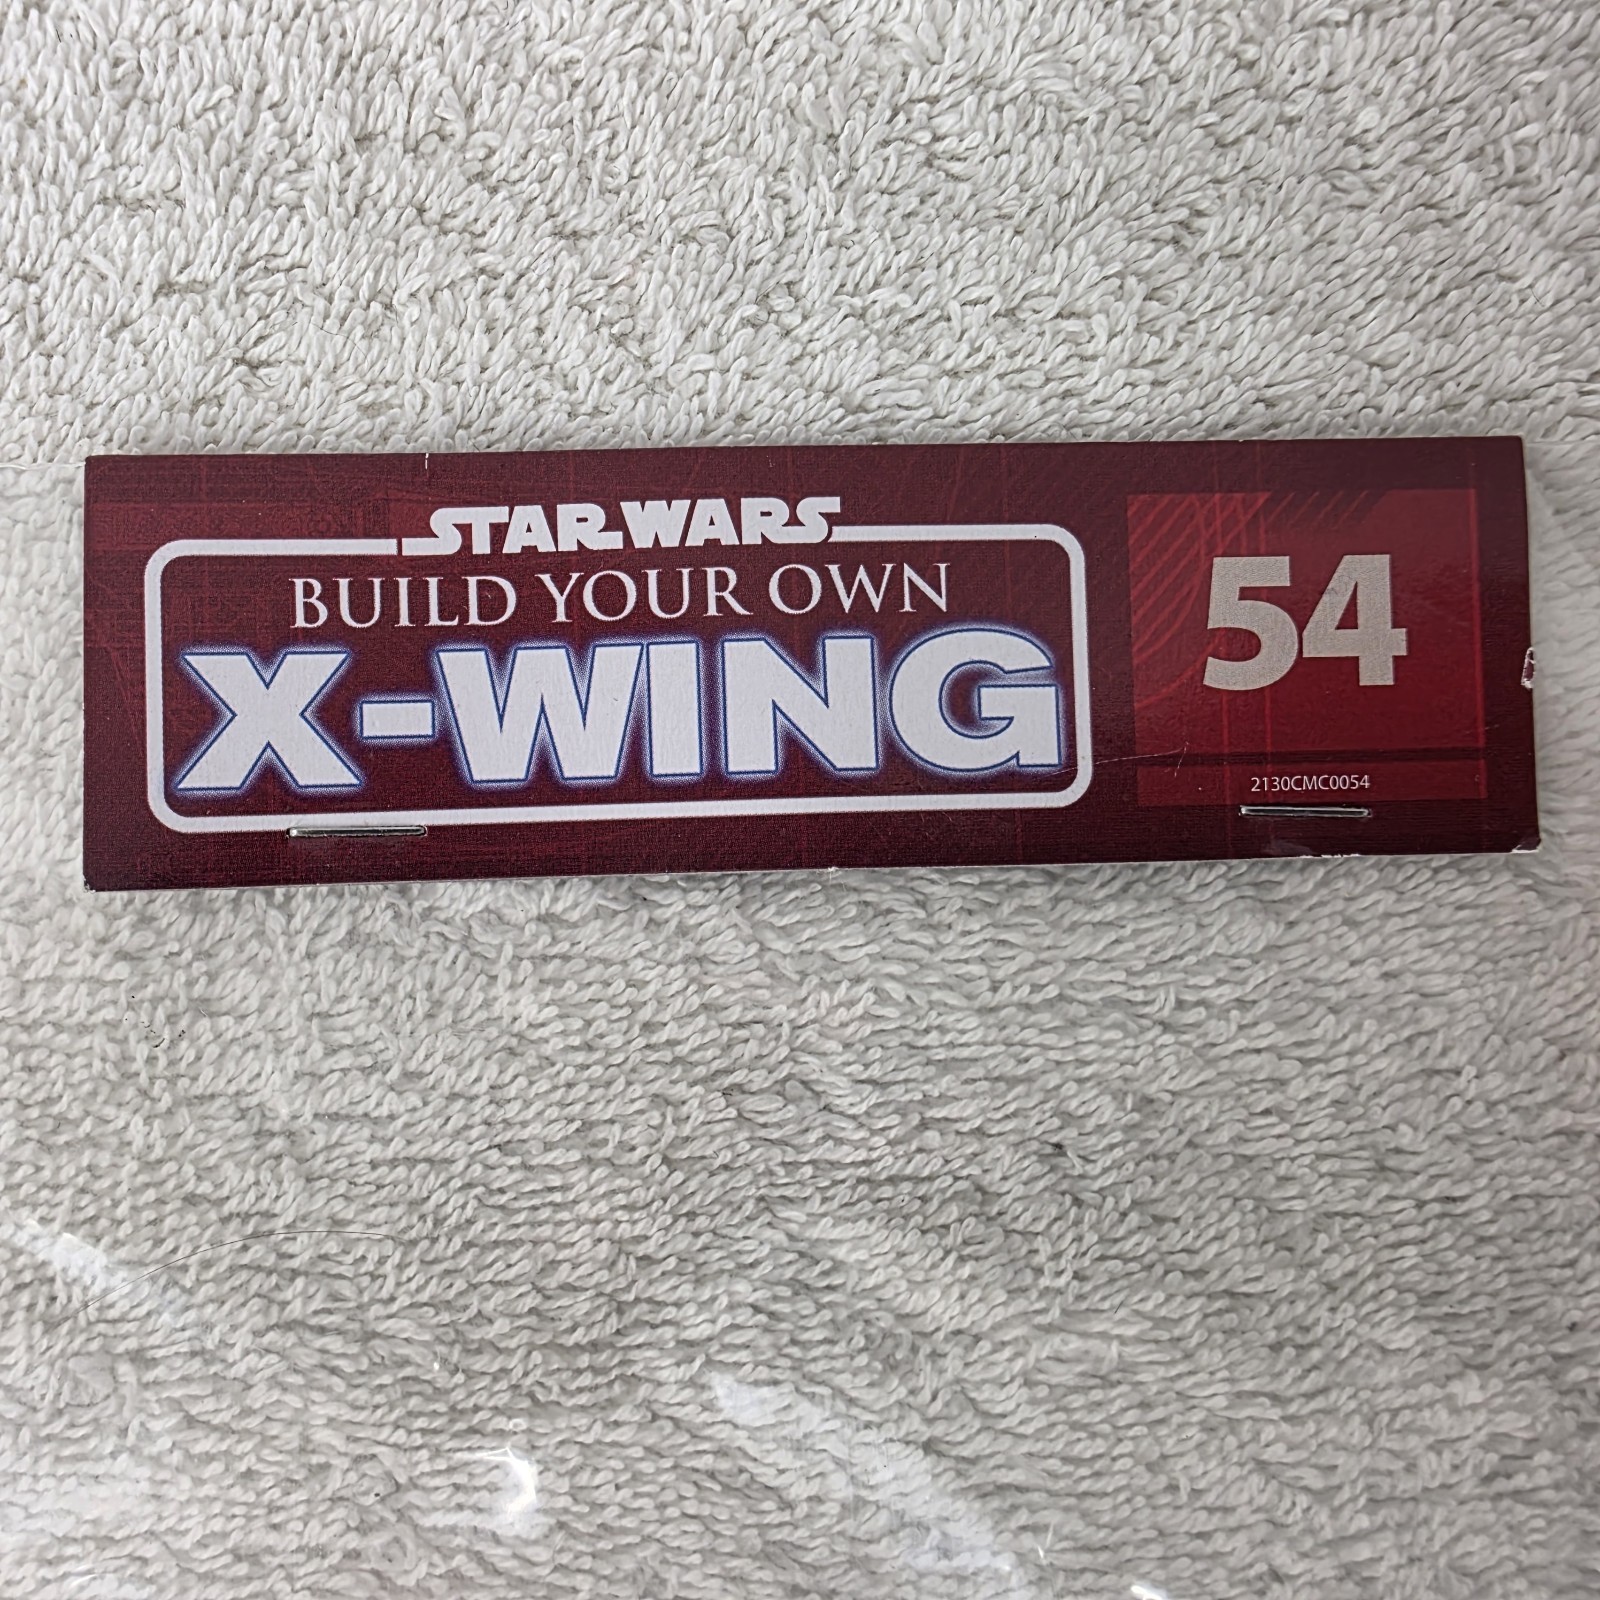 STAR WARS
BUILD YOUR OWN
X-WING
54
2130CMC0054